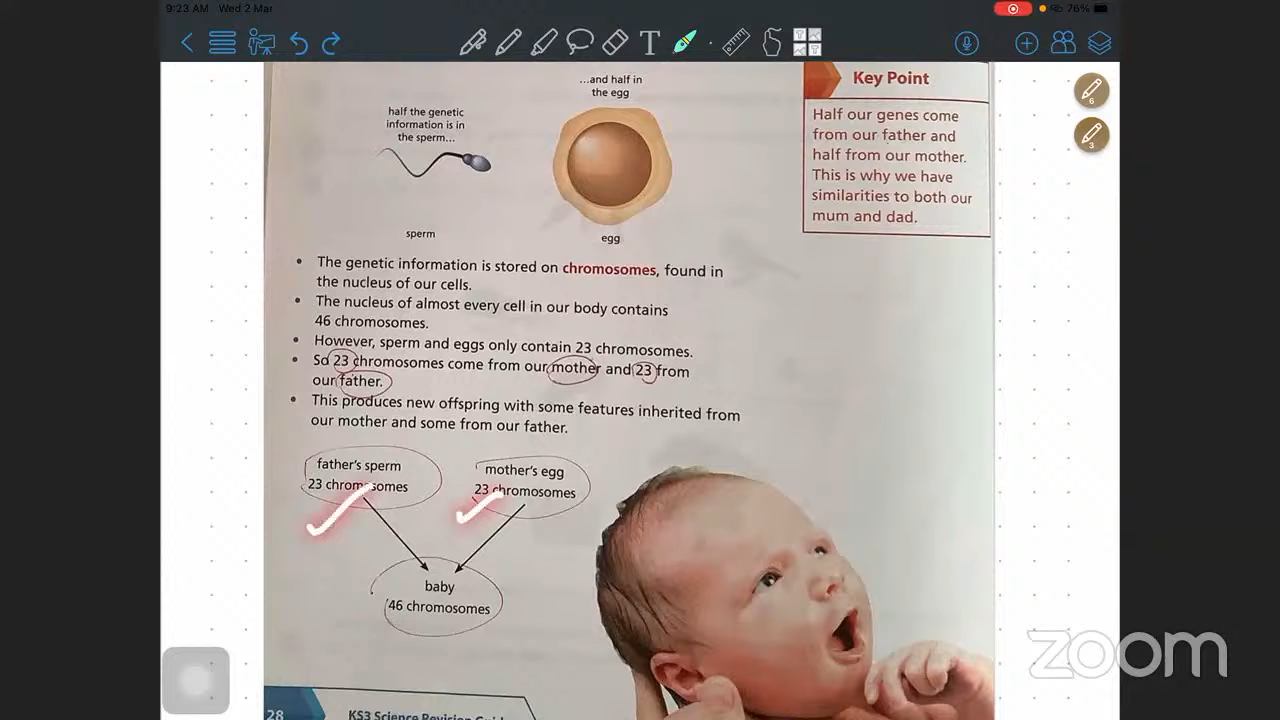 9:23 AM Wed 2 Mar
76%
T
6
3
…and half in
the egg
half the genetic
information is in
the sperm…
sperm
egg
Key Point
Half our genes come
from our father and
half from our mother.
This is why we have
similarities to both our
mum and dad.
• The genetic information is stored on chromosomes, found in
the nucleus of our cells.
• The nucleus of almost every cell in our body contains
46 chromosomes.
• However, sperm and eggs only contain 23 chromosomes.
• So 23 chromosomes come from our mother and 23 from
our father.
• This produces new offspring with some features inherited from
our mother and some from our father.
father's sperm
23 chromosomes
mother's egg
23 chromosomes
baby
46 chromosomes
28
KS3 Science Revision
zoom